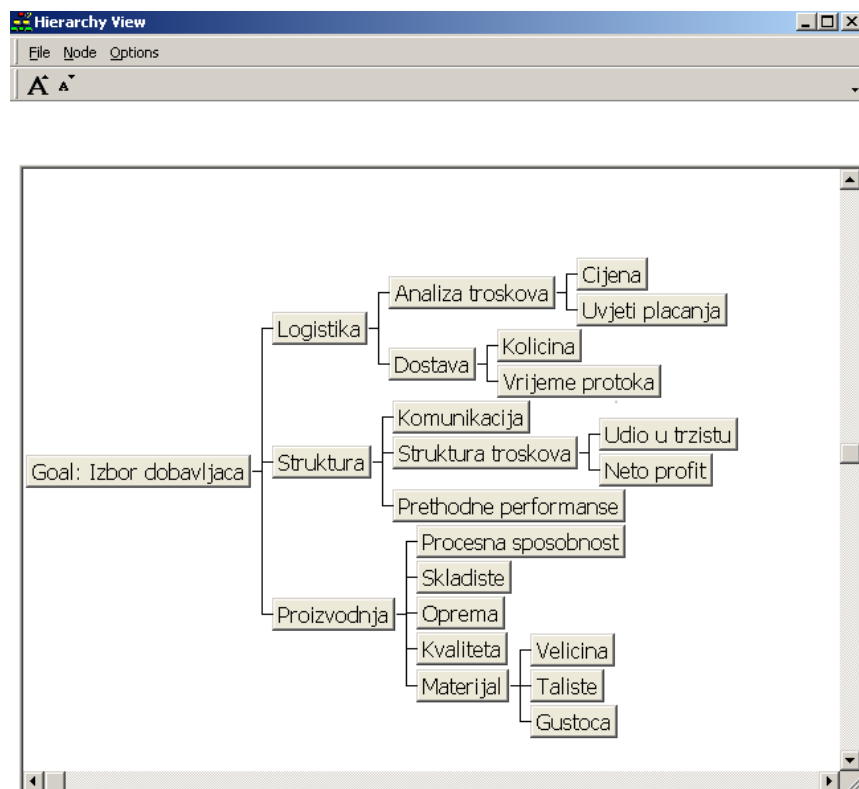 Hierarchy View
File Node Options
A A
Cijena
Analiza troskova
Uvjeti placanja
Logistika
Kolicina
Dostava
Vrijeme protoka
Komunikacija
Udio u trzistu
Struktura troskova
Struktura
Goal: Izbor dobavljaca
Neto profit
Prethodne performanse
Procesna sposobnost
Skladiste
Proizvodnja
Oprema
Kvaliteta
Velicina
Materijal
Taliste
Gustoca